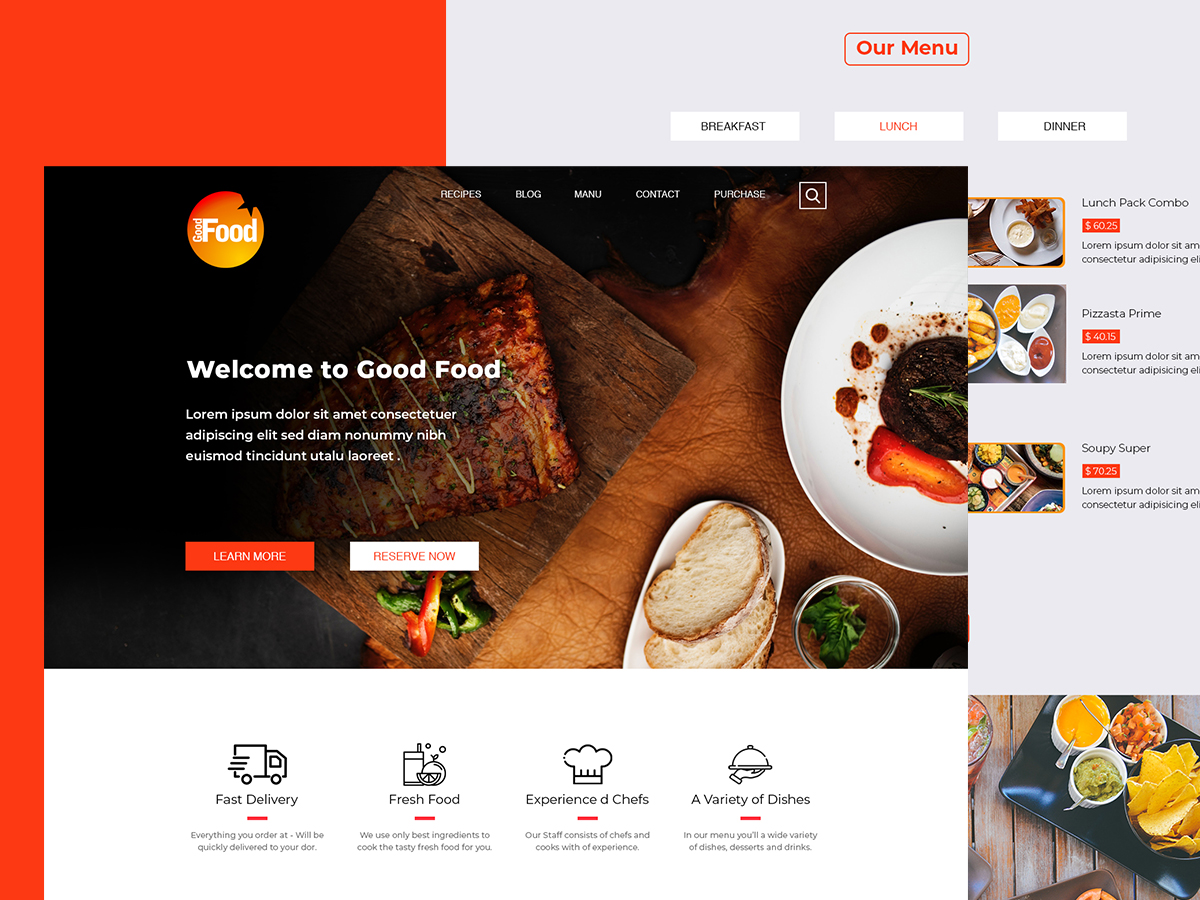 Our Menu
BREAKFAST
LUNCH
DINNER
Good
Food
RECIPES
BLOG
MANU
CONTACT
PURCHASE
Welcome to Good Food
Lorem ipsum dolor sit amet consectetuer
adipiscing elit sed diam nonummy nibh
euismod tincidunt utalu laoreet .
LEARN MORE
RESERVE NOW
Lunch Pack Combo
$ 60.25
Lorem ipsum dolor sit am
consectetur adipisicing eli
Pizzasta Prime
$ 40.15
Lorem ipsum dolor sit am
consectetur adipisicing eli
Soupy Super
$ 70.25
Lorem ipsum dolor sit am
consectetur adipisicing eli
Fast Delivery
Everything you order at - Will be
quickly delivered to your dor.
Fresh Food
We use only best ingredients to
cook the tasty fresh food for you.
Experience d Chefs
Our Staff consists of chefs and
cooks with of experience.
A Variety of Dishes
In our menu you'll a wide variety
of dishes, desserts and drinks.